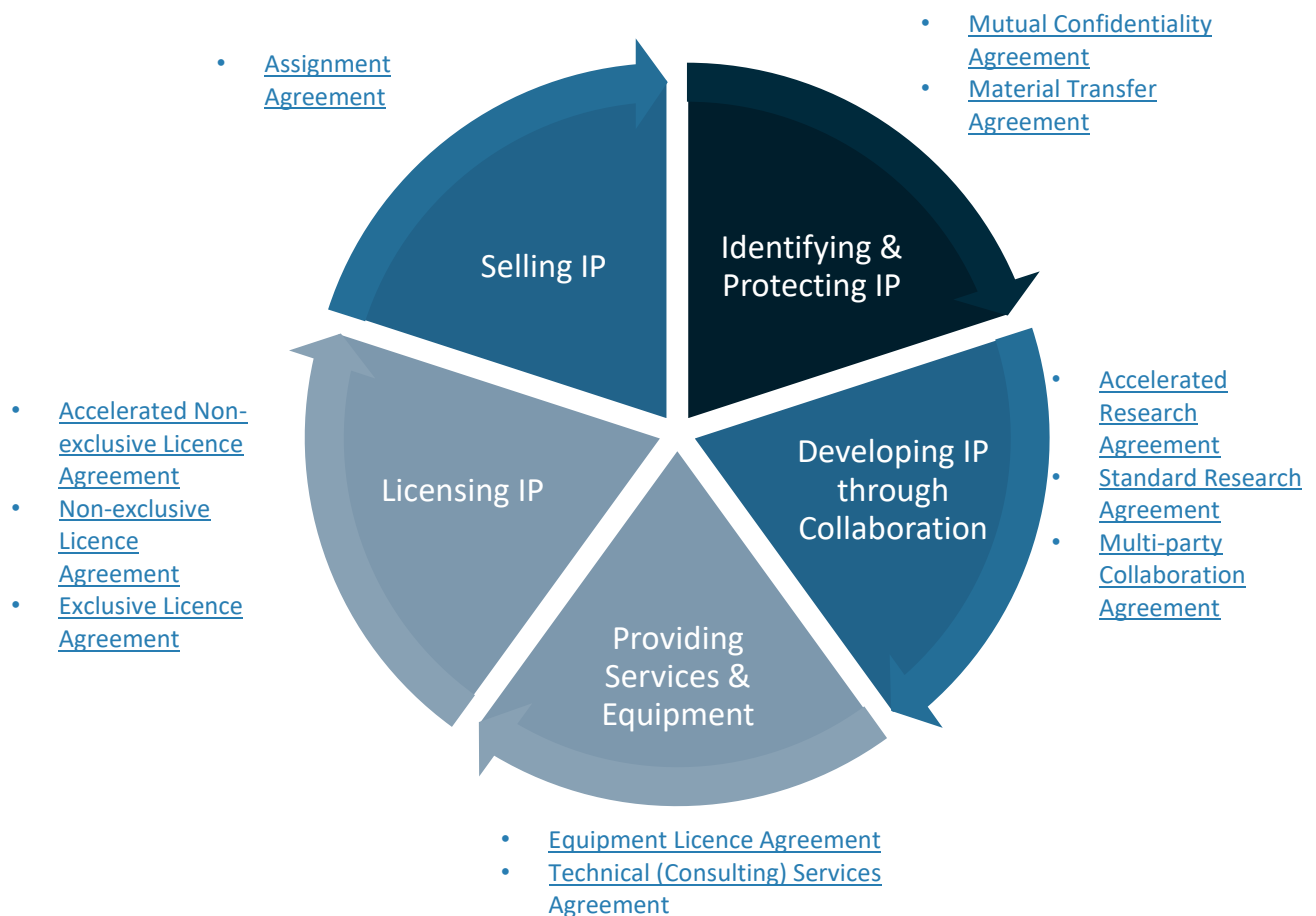 • Mutual Confidentiality
Agreement
• Material Transfer
Agreement
• Assignment
Agreement
Selling IP
Identifying &
Protecting IP
• Accelerated
Research
Agreement
• Standard Research
Agreement
• Multi-party
Collaboration
Agreement
• Accelerated Non-
exclusive Licence
Agreement
• Non-exclusive
Licence
Agreement
• Exclusive Licence
Agreement
Licensing IP
Developing IP
through
Collaboration
Providing
Services &
Equipment
• Equipment Licence Agreement
• Technical (Consulting) Services
Agreement